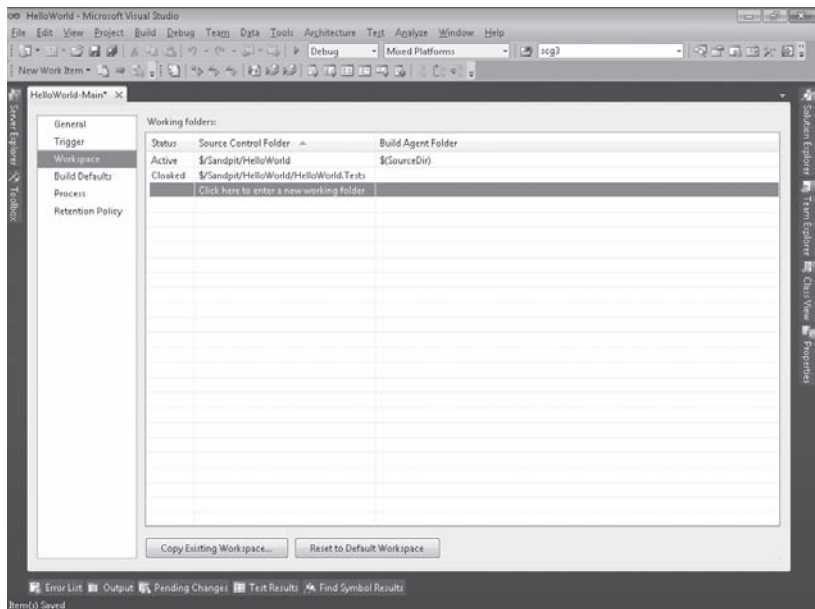 HelloWorld - Microsoft Visual Studio
File Edit View Project Build Debug Team Data Tools Architecture Test Analyze Window Help
Debug Mixed Platforms scg3
New Work Item
HelloWorld-Main*
Server Explorer
Toolbox
General
Trigger
Workspace
Build Defaults
Process
Retention Policy
Working folders:
Status Source Control Folder Build Agent Folder
Active $/Sandpit/HelloWorld $(SourceDir)
Cloaked $/Sandpit/HelloWorld/HelloWorld.Tests
Click here to enter a new working folder
Copy Existing Workspace... Reset to Default Workspace
Solution Explorer
Team Explorer
Class View
Properties
Error List Output Pending Changes Test Results Find Symbol Results
Item(s) Saved